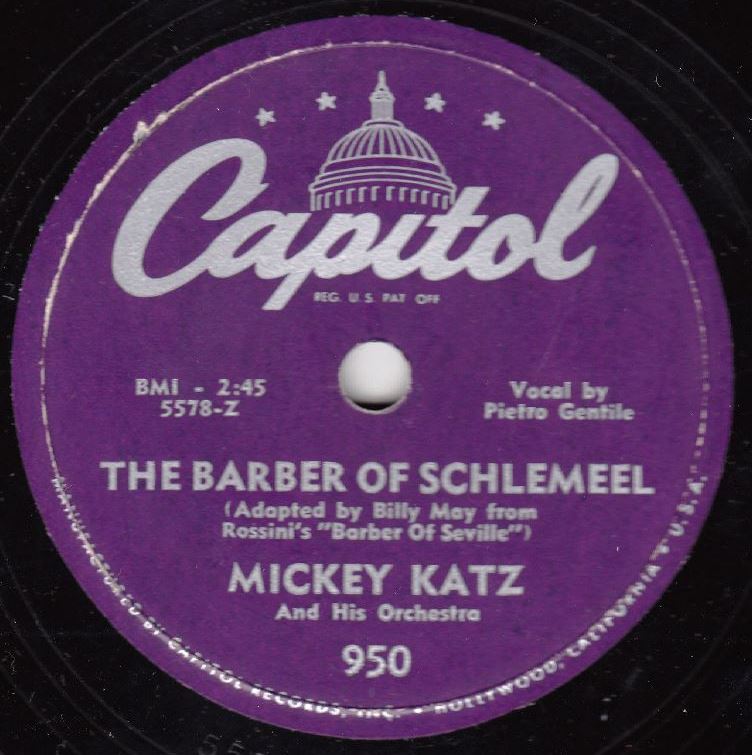 Capitol
REG. U.S. PAT OFF
BMI - 2:45
5578-Z
Vocal by
Pietro Gentile
THE BARBER OF SCHLEMEEL
(Adapted by Billy May from
Rossini's "Barber Of Seville")
MICKEY KATZ
And His Orchestra
950
MANUFACTURED BY CAPITOL RECORDS, INC. • HOLLYWOOD, CALIFORNIA • U.S.A.